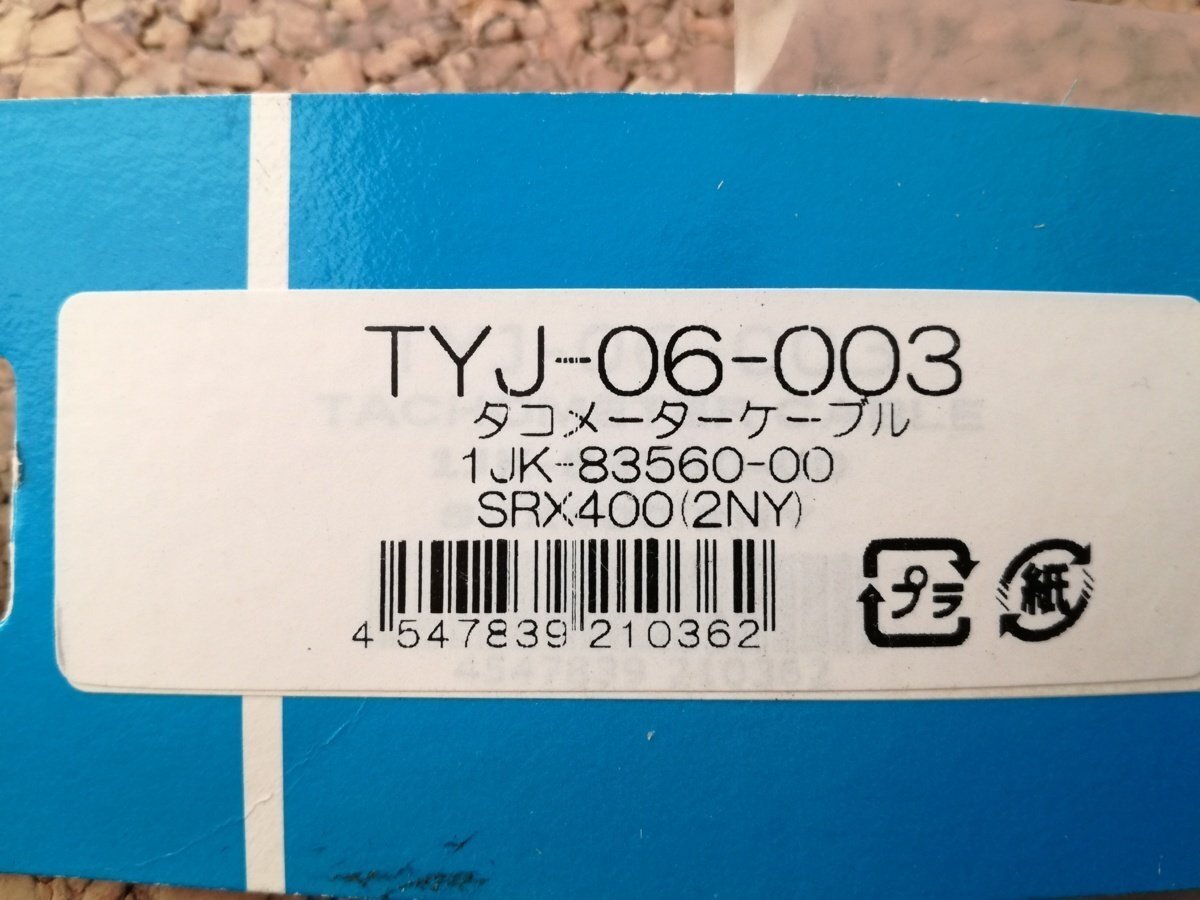 TYJ-06-003
タコメーターケーブル
1JK-83560-00
SRX400(2NY)
4 547839 210362
プラ
紙